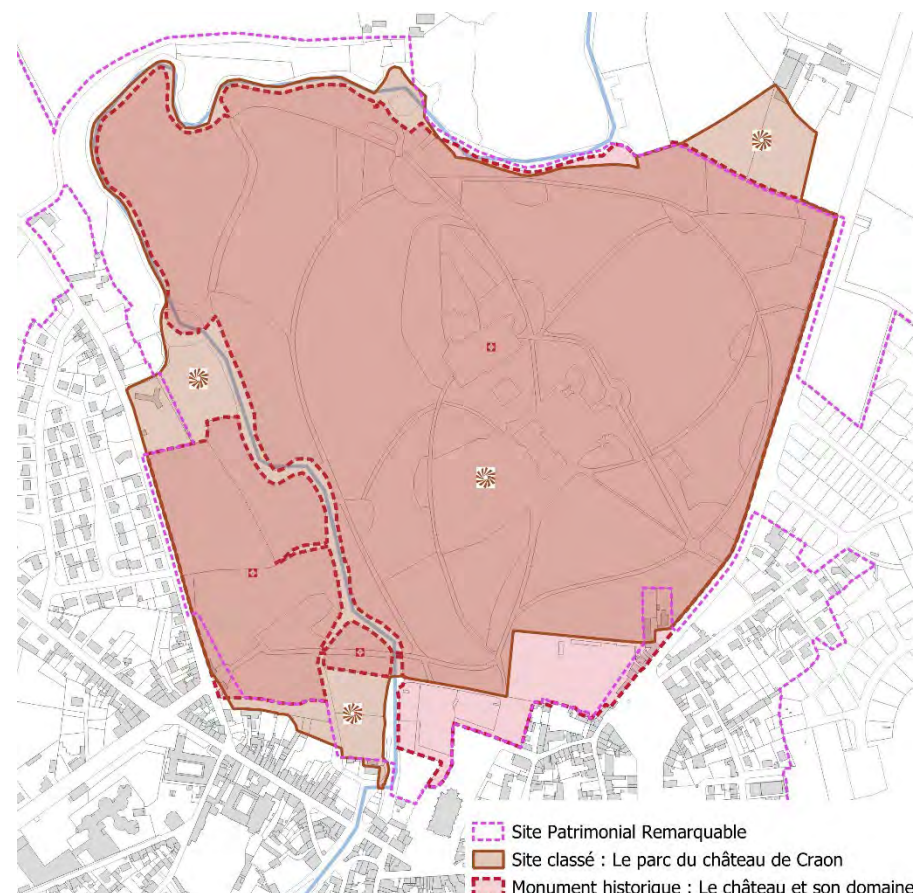 Site Patrimonial Remarquable
Site classé : Le parc du château de Craon
Monument historique : Le château et son domaine